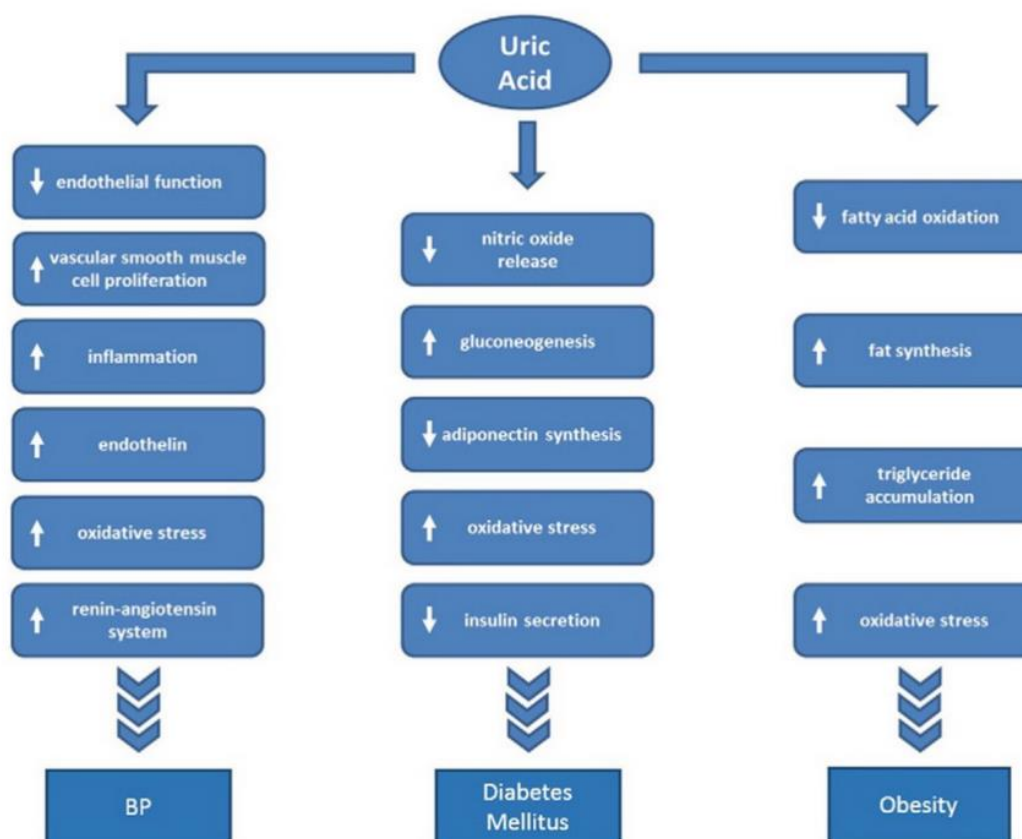 Uric
Acid
endothelial function
vascular smooth muscle
cell proliferation
inflammation
endothelin
oxidative stress
renin-angiotensin
system
BP
nitric oxide
release
gluconeogenesis
adiponectin synthesis
oxidative stress
insulin secretion
Diabetes
Mellitus
fatty acid oxidation
fat synthesis
triglyceride
accumulation
oxidative stress
Obesity